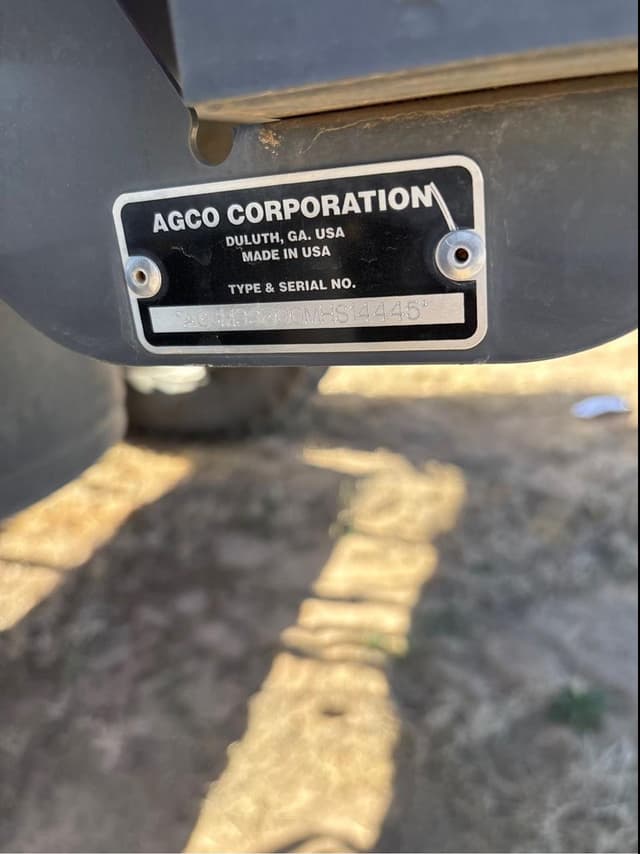 AGCO CORPORATION
DULUTH, GA. USA
MADE IN USA
TYPE & SERIAL NO.